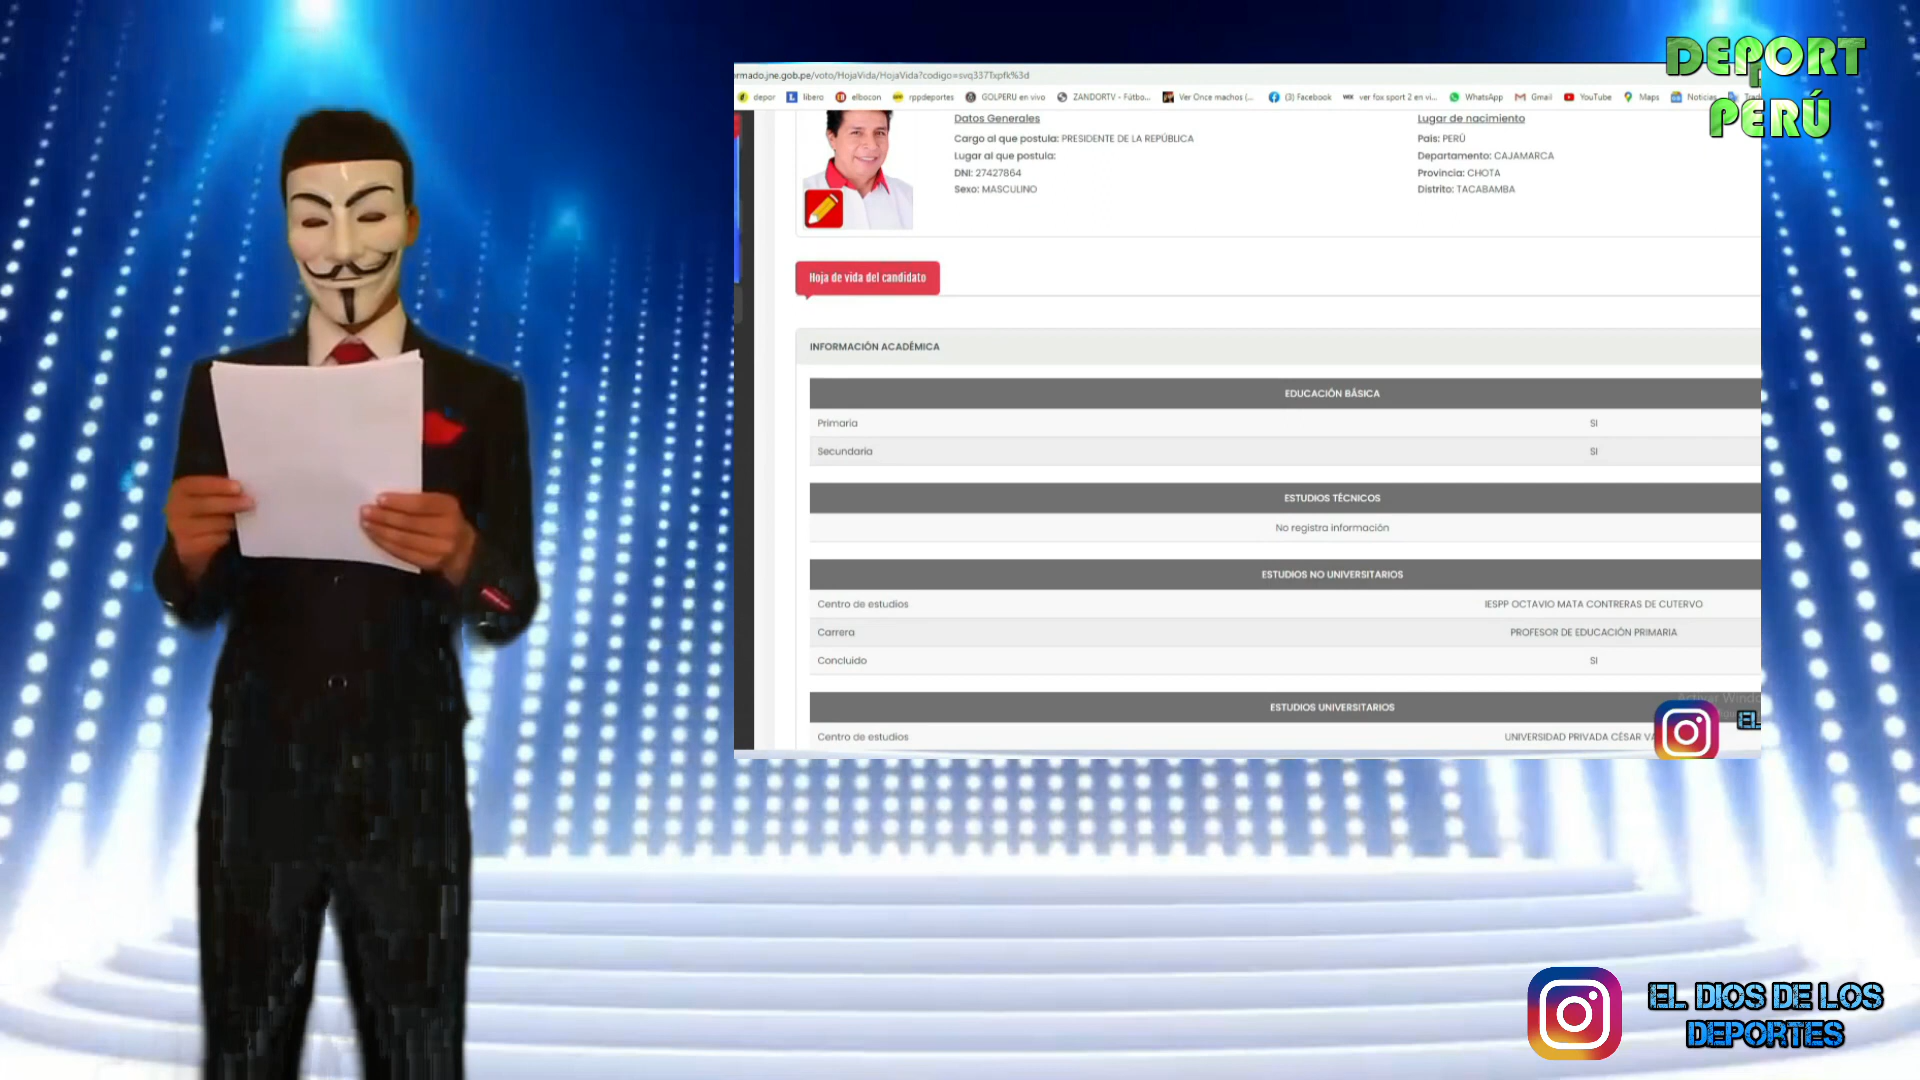 DEPORT
PERÚ
ormado.jne.gob.pe/voto/HojaVida/HojaVida?codigo=svq337Txpfk%3d
depor
libero
elbocon
rppdeportes
GOLPERU en vivo
ZANDORTV - Fútbo...
Ver Once machos (...
(3) Facebook
ver fox sport 2 en vi...
WhatsApp
Gmail
YouTube
Maps
Noticias
Datos Generales
Cargo al que postula: PRESIDENTE DE LA REPÚBLICA
Lugar al que postula:
DNI: 27427864
Sexo: MASCULINO
Lugar de nacimiento
Pais: PERÚ
Departamento: CAJAMARCA
Provincia: CHOTA
Distrito: TACABAMBA
Hoja de vida del candidato
INFORMACIÓN ACADÉMICA
EDUCACIÓN BÁSICA
Primaria SI
Secundaria SI
ESTUDIOS TÉCNICOS
No registra información
ESTUDIOS NO UNIVERSITARIOS
Centro de estudios IESPP OCTAVIO MATA CONTRERAS DE CUTERVO
Carrera PROFESOR DE EDUCACIÓN PRIMARIA
Concluido SI
ESTUDIOS UNIVERSITARIOS
Centro de estudios UNIVERSIDAD PRIVADA CÉSAR VA
EL
EL DIOS DE LOS
DEPORTES